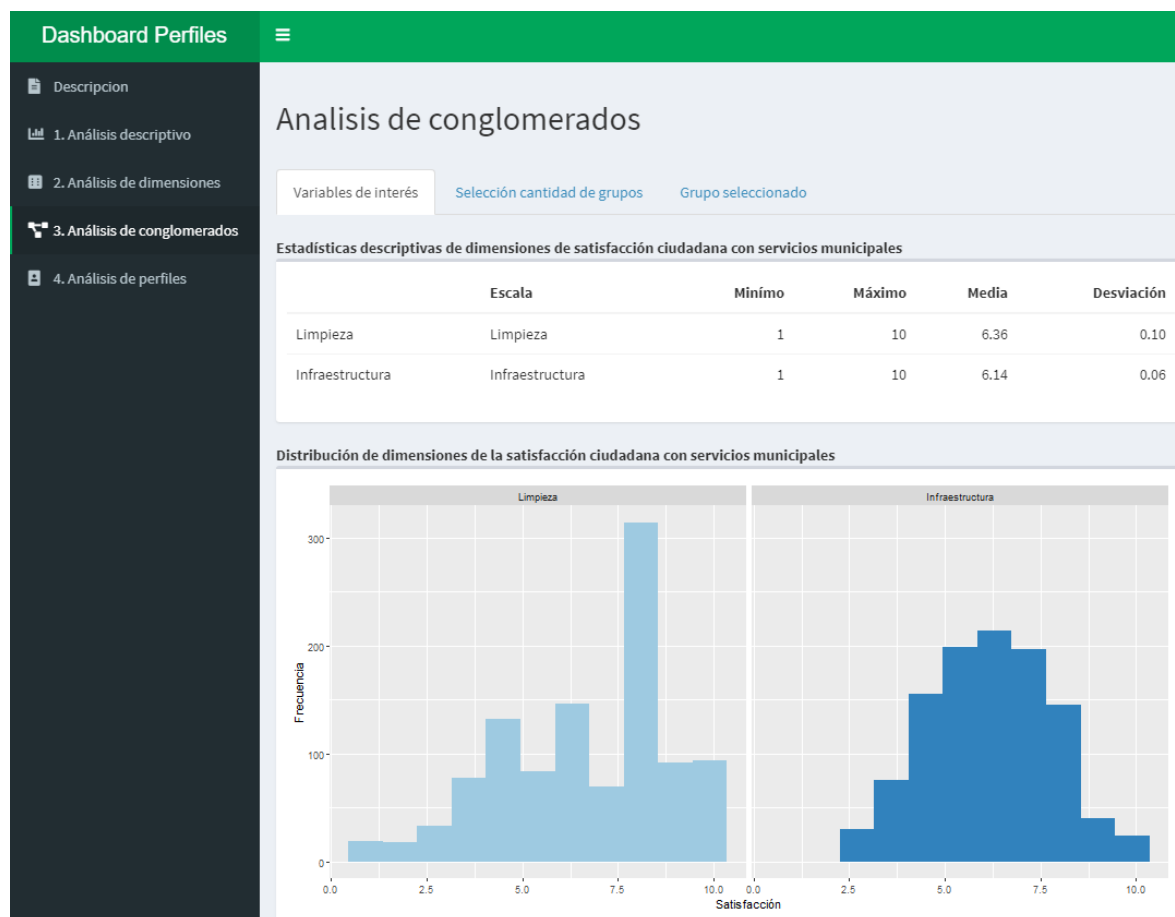 Dashboard Perfiles
Descripcion
1. Análisis descriptivo
2. Análisis de dimensiones
3. Análisis de conglomerados
4. Análisis de perfiles
Analisis de conglomerados
Variables de interés Selección cantidad de grupos Grupo seleccionado
Estadísticas descriptivas de dimensiones de satisfacción ciudadana con servicios municipales
Escala Minímo Máximo Media Desviación
Limpieza Limpieza 1 10 6.36 0.10
Infraestructura Infraestructura 1 10 6.14 0.06
Distribución de dimensiones de la satisfacción ciudadana con servicios municipales
Limpieza Infraestructura
300
200
100
0
Frecuencia
0.0 2.5 5.0 7.5 10.0 0.0 2.5 5.0 7.5 10.0
Satisfacción